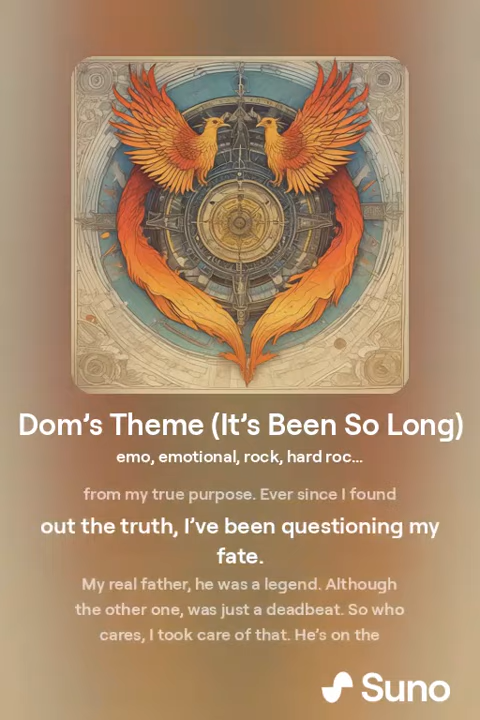 Dom's Theme (It's Been So Long)
emo, emotional, rock, hard roc...
from my true purpose. Ever since I found
out the truth, I've been questioning my
fate.
My real father, he was a legend. Although
the other one, was just a deadbeat. So who
cares, I took care of that. He's on the
Suno